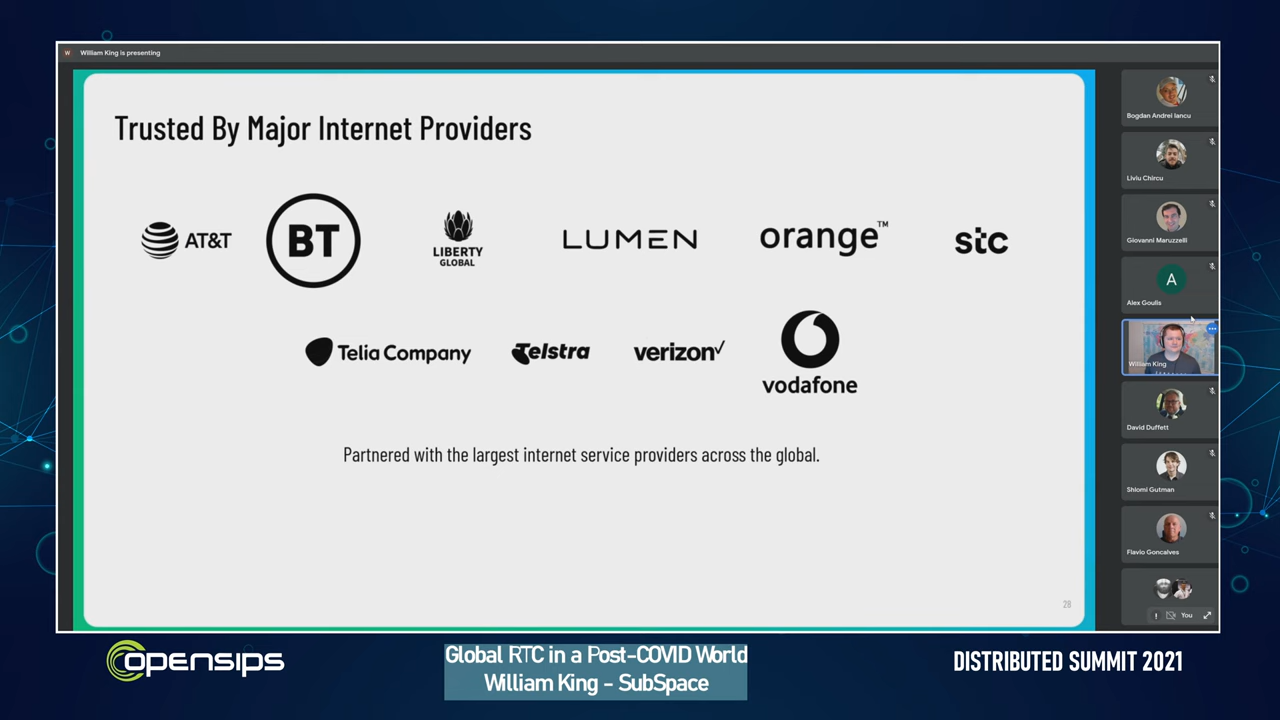 W William King is presenting
Trusted By Major Internet Providers
AT&T
BT
LIBERTY
GLOBAL
LUMEN
orange™
stc
Telia Company
Telstra
verizon✓
vodafone
Partnered with the largest internet service providers across the global.
28
Bogdan Andrei Iancu
Liviu Chircu
Giovanni Maruzzelli
A
Alex Goulis
William King
David Duffett
Shlomi Gutman
Flavio Goncalves
You
OPENSIPS
Global RTC in a Post-COVID World
William King - SubSpace
DISTRIBUTED SUMMIT 2021